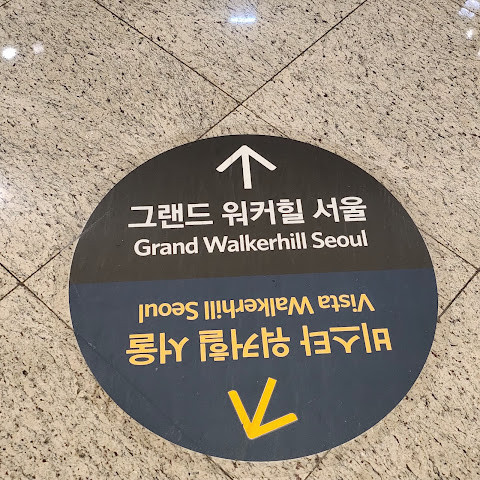 그랜드 워커힐 서울
Grand Walkerhill Seoul
비스타 워커힐 서울
Vista Walkerhill Seoul